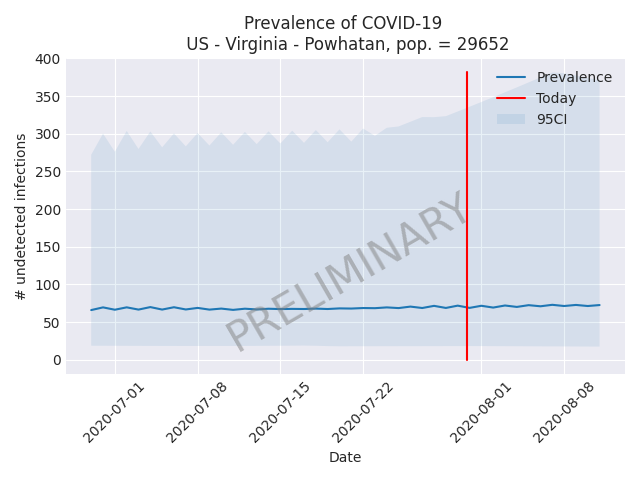 Prevalence of COVID-19
US - Virginia - Powhatan, pop. = 29652
400
350
300
250
200
150
100
50
0
# undetected infections
Prevalence
Today
95CI
PRELIMINARY
2020-07-01
2020-07-08
2020-07-15
2020-07-22
2020-08-01
2020-08-08
Date